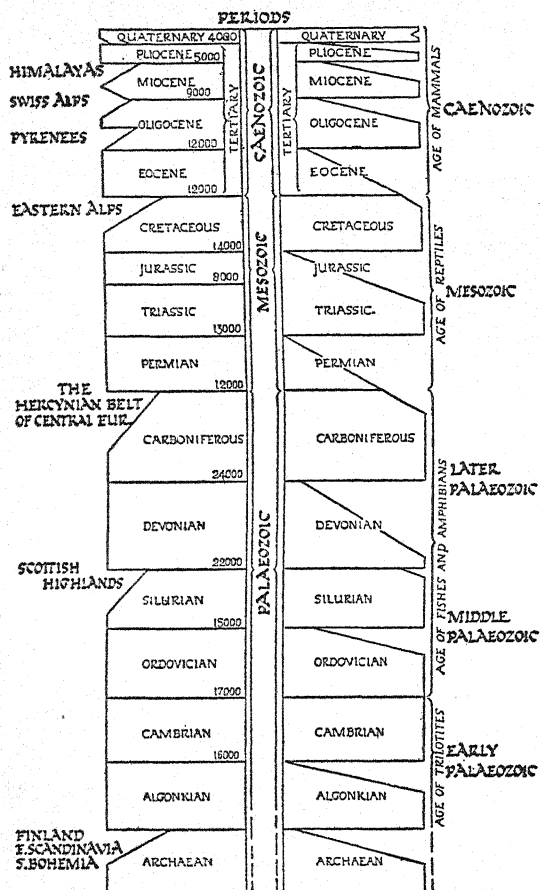 PERIODS
QUATERNARY 4000
PLIOCENE
5000
HIMALAYAS
MIOCENE
9000
SWISS ALPS
OLIGOCENE
12000
PYRENEES
EOCENE
12000
TERTIARY
EASTERN ALPS
CRETACEOUS
14000
JURASSIC
8000
TRIASSIC
13000
PERMIAN
12000
THE
HERCYNIAN BELT
OF CENTRAL EUR.
CARBONIFEROUS
24000
DEVONIAN
22000
SCOTTISH
HIGHLANDS
SILURIAN
15000
ORDOVICIAN
17000
CAMBRIAN
16000
ALGONKIAN
FINLAND
F.SCANDINAVIA
S.BOHEMIA
ARCHAEAN
CAENOZOIC
MESOZOIC
PALAEOZOIC
QUATERNARY
PLIOCENE
MIOCENE
OLIGOCENE
EOCENE
TERTIARY
CRETACEOUS
JURASSIC
TRIASSIC
PERMIAN
CARBONIFEROUS
DEVONIAN
SILURIAN
ORDOVICIAN
CAMBRIAN
ALGONKIAN
ARCHAEAN
AGE OF MAMMALS
CAENOZOIC
AGE OF REPTILES
MESOZOIC
AGE OF FISHES AND AMPHIBIANS
LATER
PALAEOZOIC
MIDDLE
PALAEOZOIC
AGE OF TRILOTITES
EARLY
PALAEOZOIC